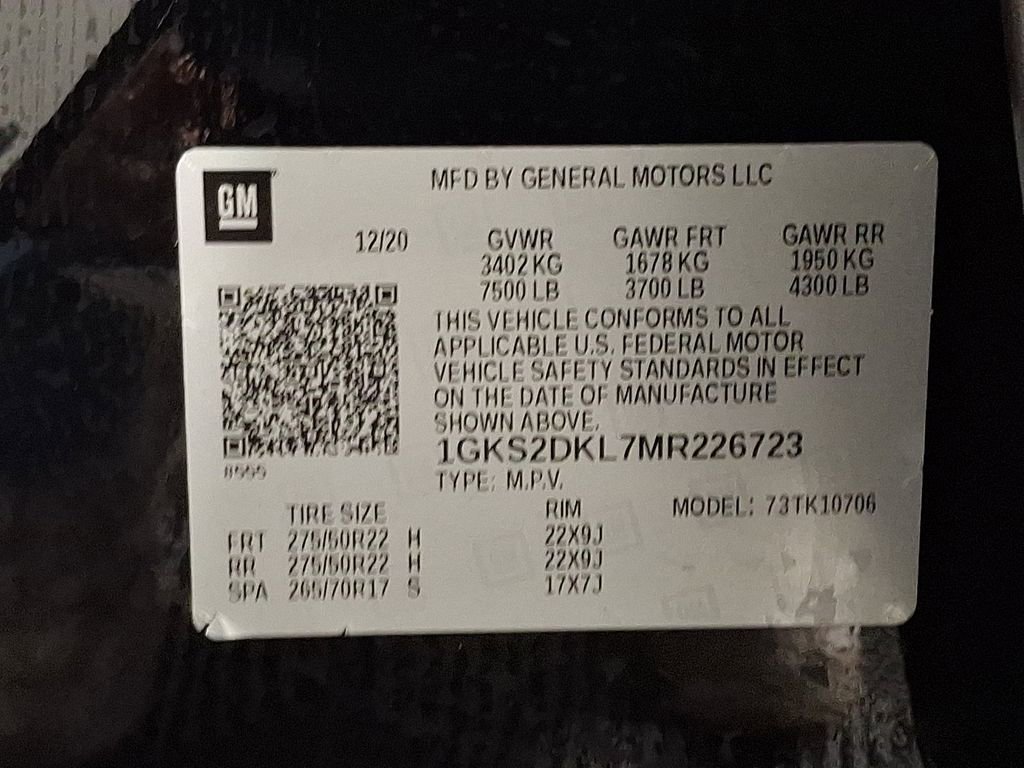 GM
MFD BY GENERAL MOTORS LLC
12/20 GVWR GAWR FRT GAWR RR
3402 KG 1678 KG 1950 KG
7500 LB 3700 LB 4300 LB
THIS VEHICLE CONFORMS TO ALL
APPLICABLE U.S. FEDERAL MOTOR
VEHICLE SAFETY STANDARDS IN EFFECT
ON THE DATE OF MANUFACTURE
SHOWN ABOVE.
1GKS2DKL7MR226723
TYPE: M.P.V.
TIRE SIZE RIM MODEL: 73TK10706
FRT 275/50R22 H 22X9J
RR 275/50R22 H 22X9J
SPA 265/70R17 S 17X7J